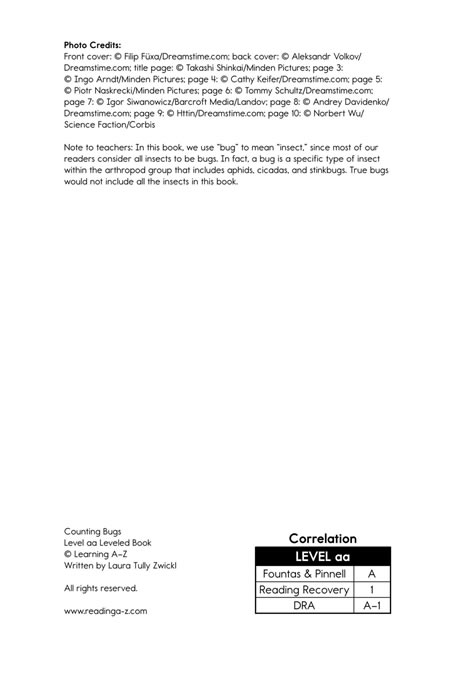 Photo Credits:
Front cover: © Filip Füxa/Dreamstime.com; back cover: © Aleksandr Volkov/
Dreamstime.com; title page: © Takashi Shinkai/Minden Pictures; page 3:
© Ingo Arndt/Minden Pictures; page 4: © Cathy Keifer/Dreamstime.com; page 5:
© Piotr Naskrecki/Minden Pictures; page 6: © Tommy Schultz/Dreamstime.com;
page 7: © Igor Siwanowicz/Barcroft Media/Landov; page 8: © Andrey Davidenko/
Dreamstime.com; page 9: © Httin/Dreamstime.com; page 10: © Norbert Wu/
Science Faction/Corbis
Note to teachers: In this book, we use "bug" to mean "insect," since most of our
readers consider all insects to be bugs. In fact, a bug is a specific type of insect
within the arthropod group that includes aphids, cicadas, and stinkbugs. True bugs
would not include all the insects in this book.
Counting Bugs
Level aa Leveled Book
© Learning A–Z
Written by Laura Tully Zwickl
All rights reserved.
www.readinga-z.com
Correlation
LEVEL aa
Fountas & Pinnell A
Reading Recovery 1
DRA A–1